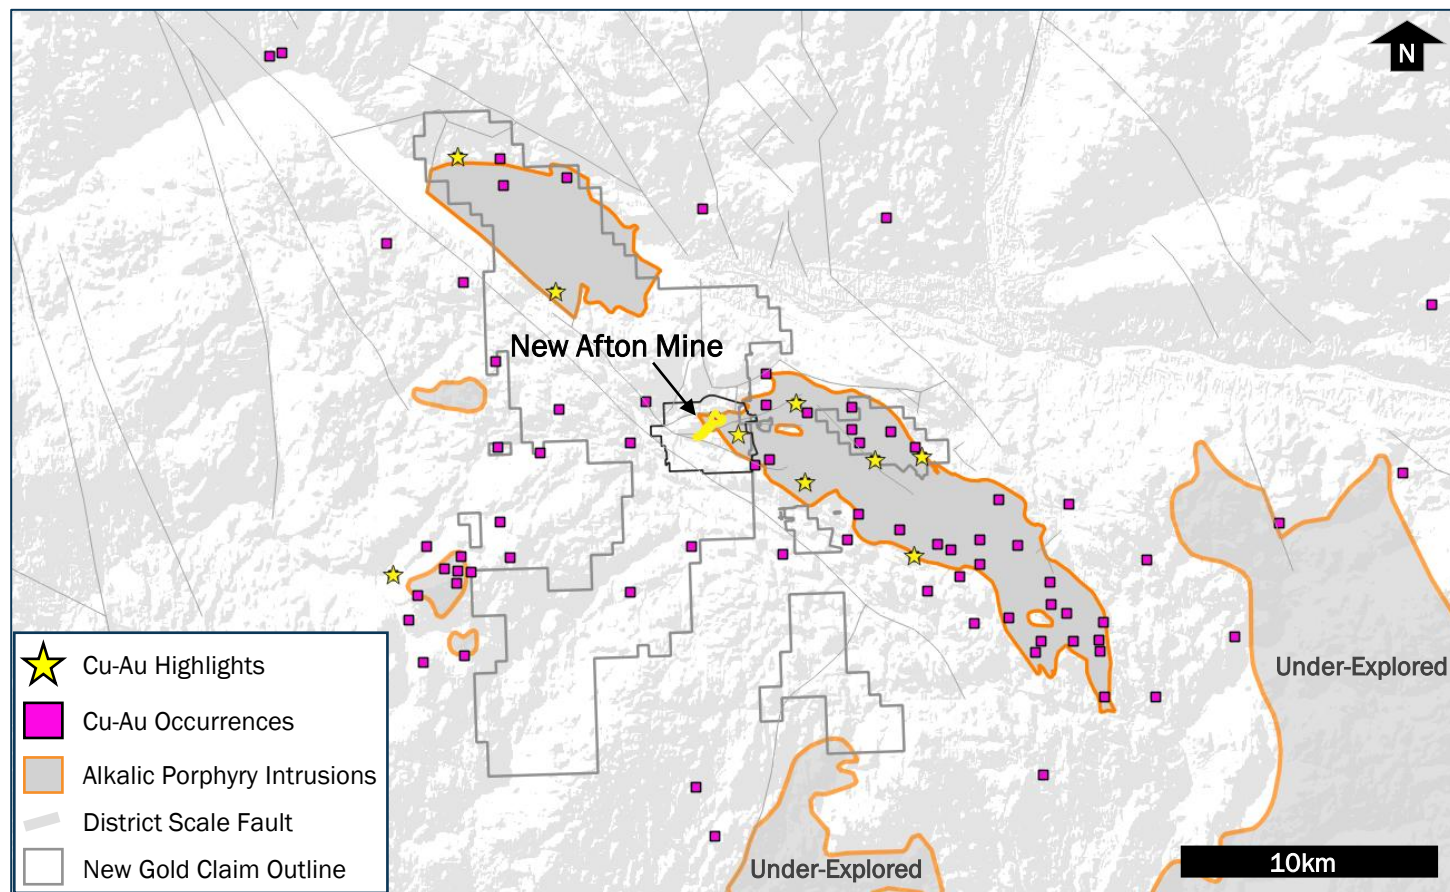 N
New Afton Mine
Under-Explored
Under-Explored
10km
Cu-Au Highlights
Cu-Au Occurrences
Alkalic Porphyry Intrusions
District Scale Fault
New Gold Claim Outline